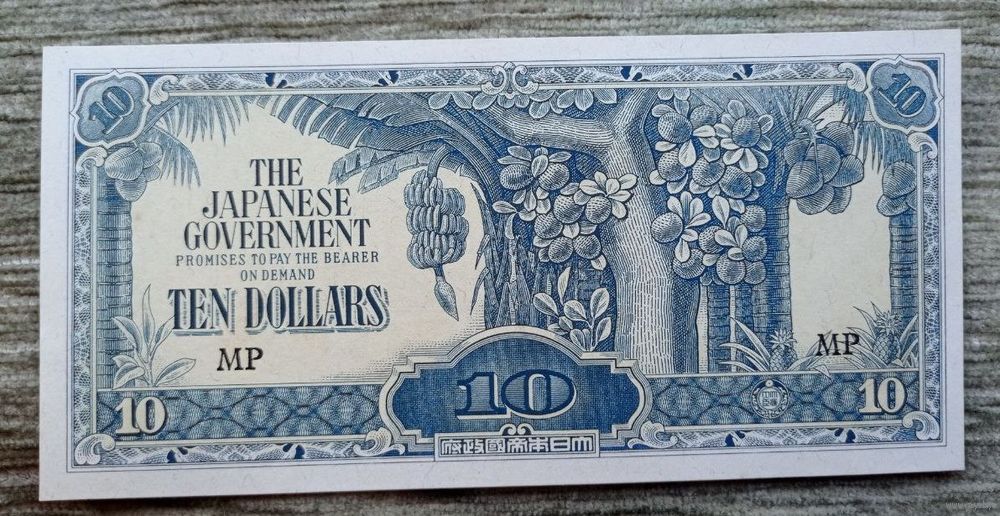 10
10
THE
JAPANESE
GOVERNMENT
PROMISES TO PAY THE BEARER
ON DEMAND
TEN DOLLARS
MP
MP
10
10
10
府政國帝本日大